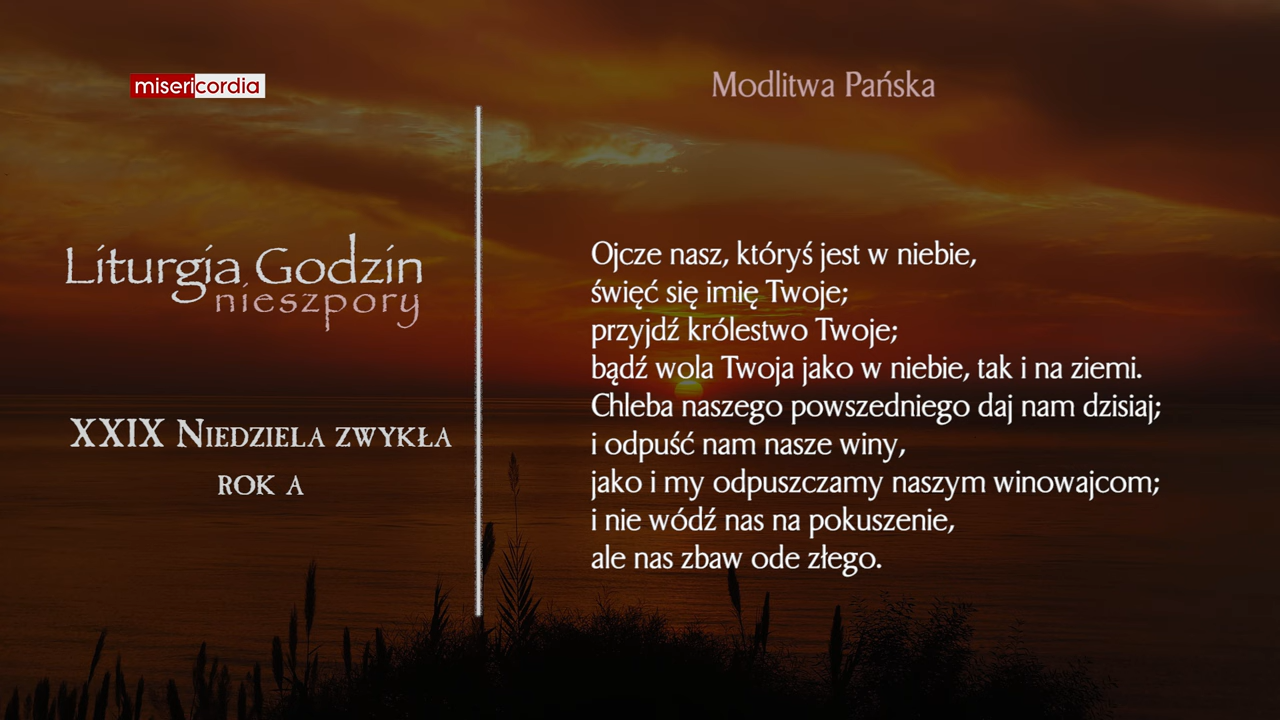 misericordia
Liturgia Godzin
nieszpory
XXIX Niedziela zwykła
rok A
Modlitwa Pańska
Ojcze nasz, któryś jest w niebie,
święć się imię Twoje;
przyjdź królestwo Twoje;
bądź wola Twoja jako w niebie, tak i na ziemi.
Chleba naszego powszedniego daj nam dzisiaj;
i odpuść nam nasze winy,
jako i my odpuszczamy naszym winowajcom;
i nie wódź nas na pokuszenie,
ale nas zbaw ode złego.